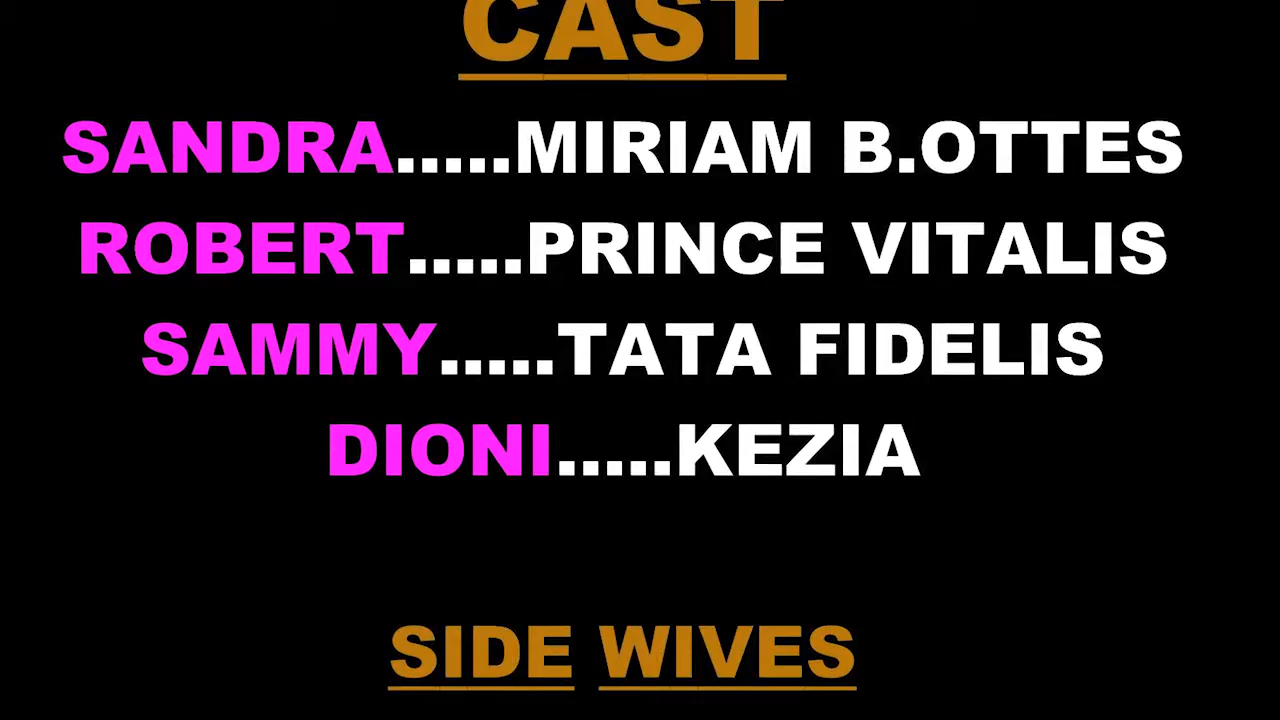 CAST
SANDRA.....MIRIAM B.OTTES
ROBERT.....PRINCE VITALIS
SAMMY.....TATA FIDELIS
DIONI.....KEZIA
SIDE WIVES